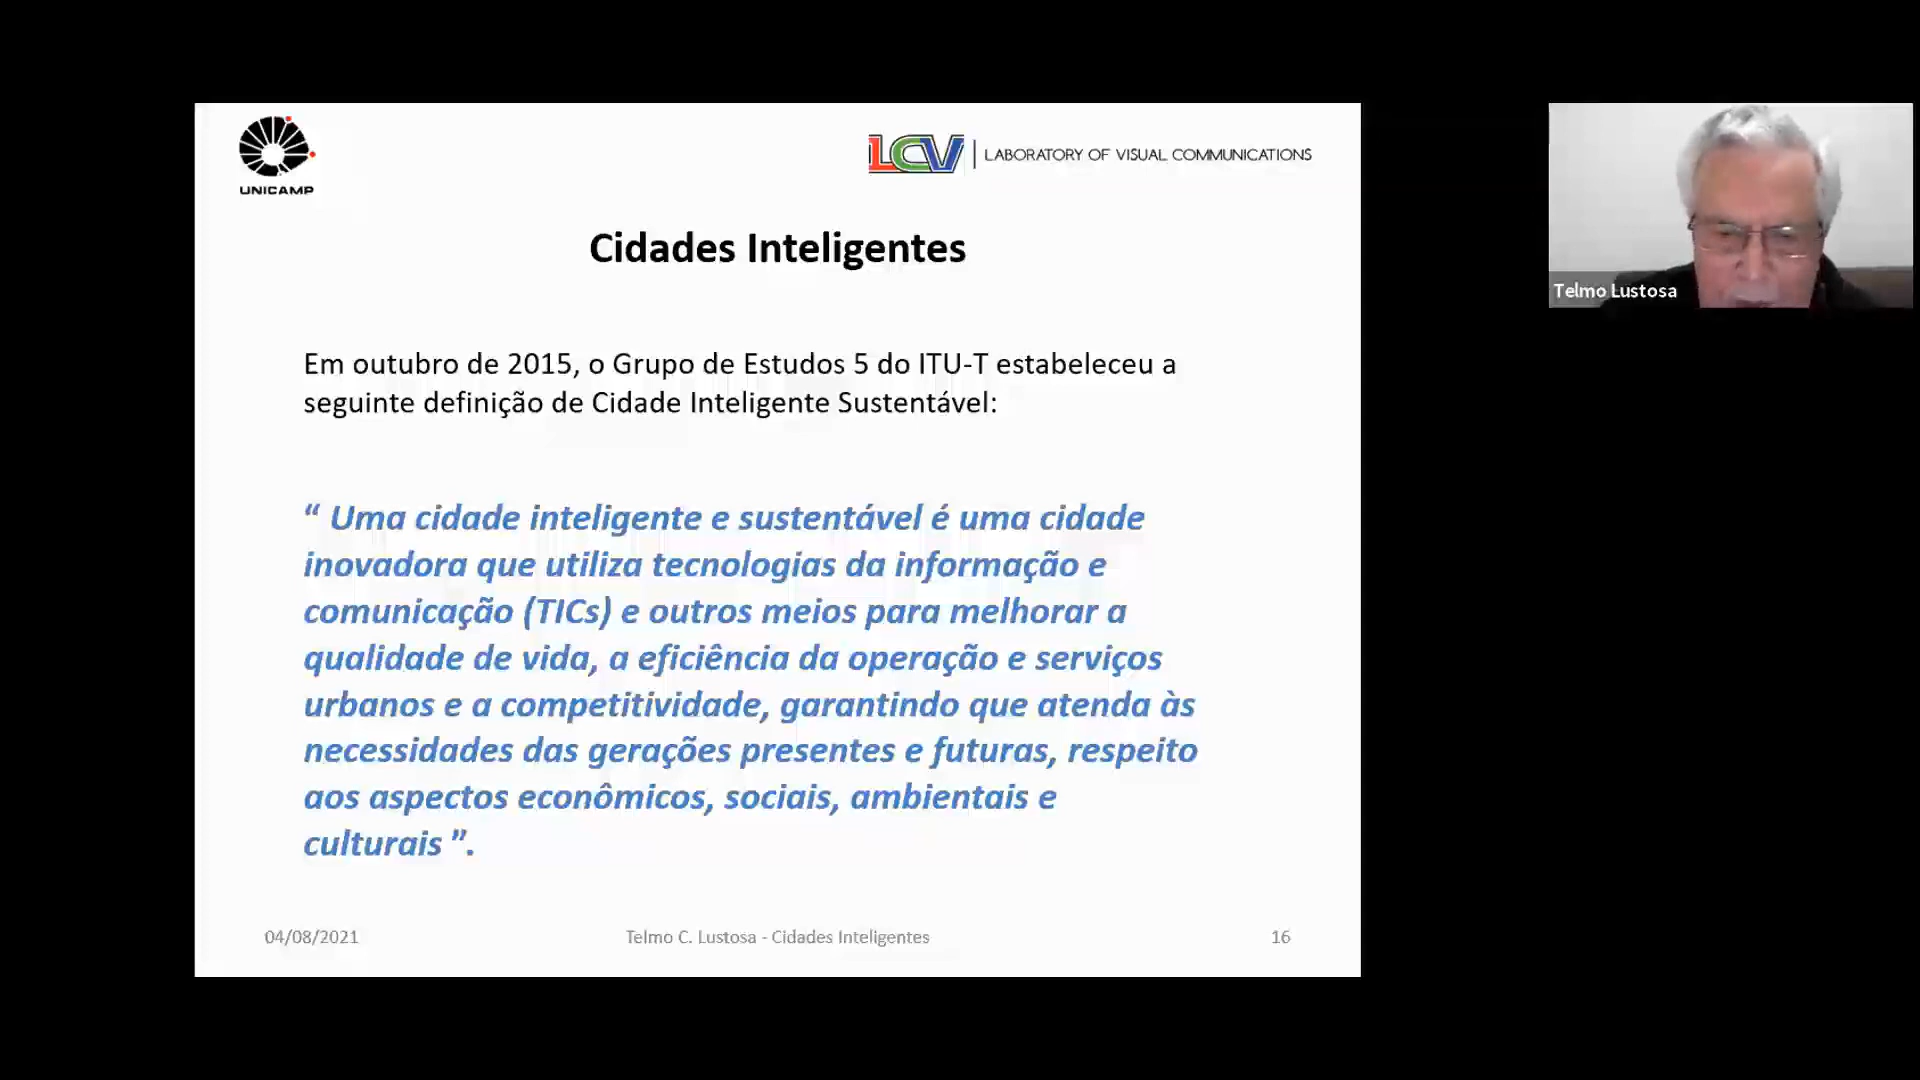 UNICAMP
LCV | LABORATORY OF VISUAL COMMUNICATIONS
Cidades Inteligentes
Telmo Lustosa
Em outubro de 2015, o Grupo de Estudos 5 do ITU-T estabeleceu a
seguinte definição de Cidade Inteligente Sustentável:
“ Uma cidade inteligente e sustentável é uma cidade
inovadora que utiliza tecnologias da informação e
comunicação (TICs) e outros meios para melhorar a
qualidade de vida, a eficiência da operação e serviços
urbanos e a competitividade, garantindo que atenda às
necessidades das gerações presentes e futuras, respeito
aos aspectos econômicos, sociais, ambientais e
culturais ”.
04/08/2021
Telmo C. Lustosa - Cidades Inteligentes
16